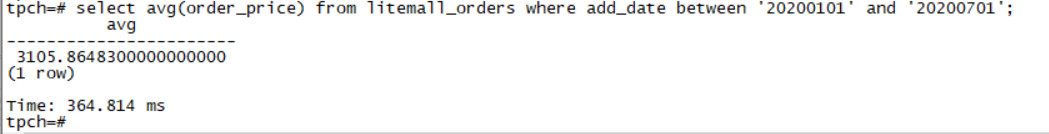 tpch=# select avg(order_price) from litemall_orders where add_date between '20200101' and '20200701';
avg
-----------------------
3105.8648300000000000
(1 row)
Time: 364.814 ms
tpch=#